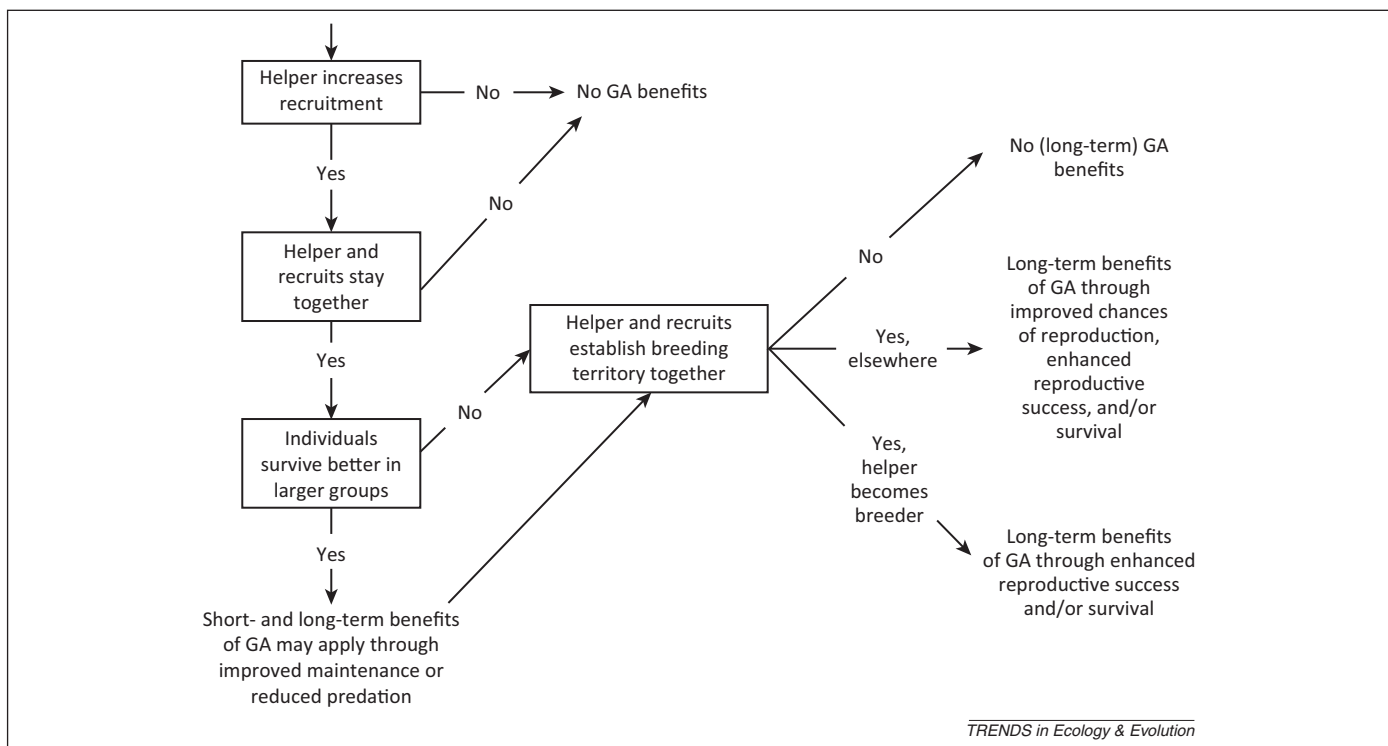 Helper increases
recruitment
No
No GA benefits
Yes
No
Helper and
recruits stay
together
Yes
No
Individuals
survive better in
larger groups
Yes
Short- and long-term benefits
of GA may apply through
improved maintenance or
reduced predation
Helper and recruits
establish breeding
territory together
No
No (long-term) GA
benefits
Yes,
elsewhere
Long-term benefits
of GA through
improved chances
of reproduction,
enhanced
reproductive
success, and/or
survival
Yes,
helper
becomes
breeder
Long-term benefits
of GA through enhanced
reproductive success
and/or survival
TRENDS in Ecology & Evolution